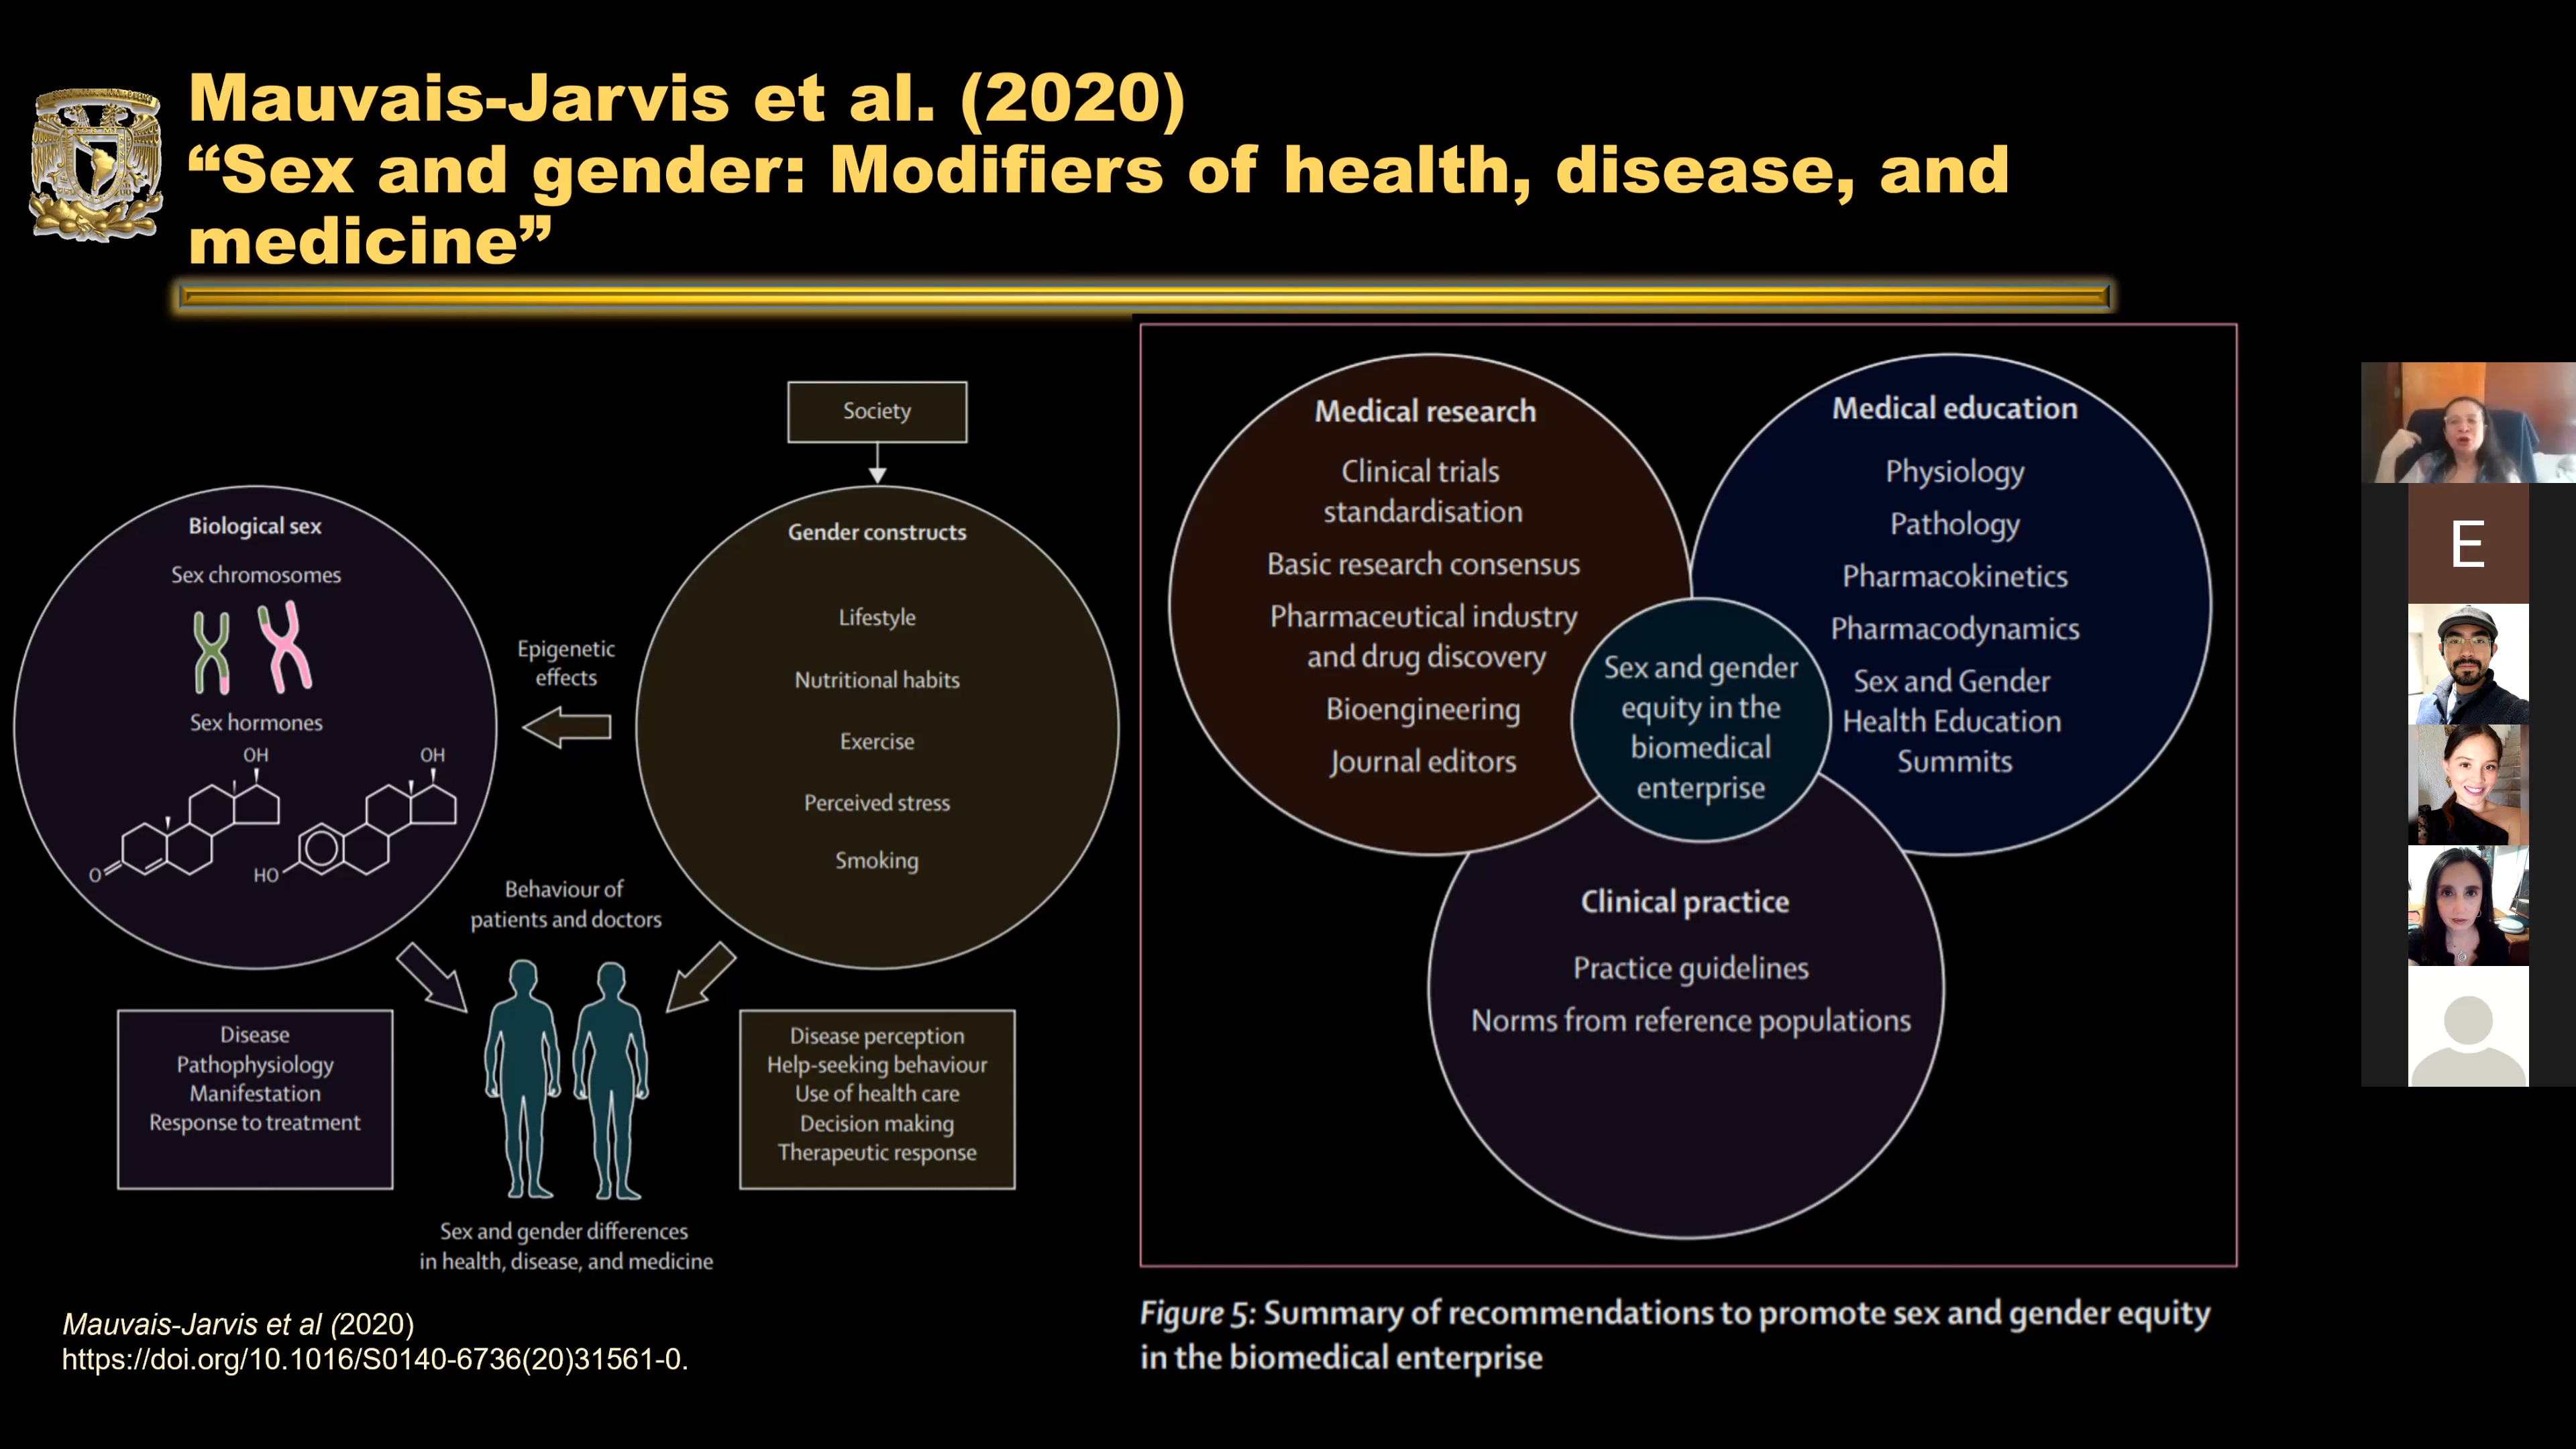 Mauvais-Jarvis et al. (2020)
“Sex and gender: Modifiers of health, disease, and
medicine”
Society
Biological sex
Sex chromosomes
Sex hormones
OH
OH
O
HO
Epigenetic
effects
Gender constructs
Lifestyle
Nutritional habits
Exercise
Perceived stress
Smoking
Behaviour of
patients and doctors
Disease
Pathophysiology
Manifestation
Response to treatment
Disease perception
Help-seeking behaviour
Use of health care
Decision making
Therapeutic response
Sex and gender differences
in health, disease, and medicine
Mauvais-Jarvis et al (2020)
https://doi.org/10.1016/S0140-6736(20)31561-0.
Medical research
Clinical trials
standardisation
Basic research consensus
Pharmaceutical industry
and drug discovery
Bioengineering
Journal editors
Medical education
Physiology
Pathology
Pharmacokinetics
Pharmacodynamics
Sex and Gender
Health Education
Summits
Sex and gender
equity in the
biomedical
enterprise
Clinical practice
Practice guidelines
Norms from reference populations
Figure 5: Summary of recommendations to promote sex and gender equity
in the biomedical enterprise
E